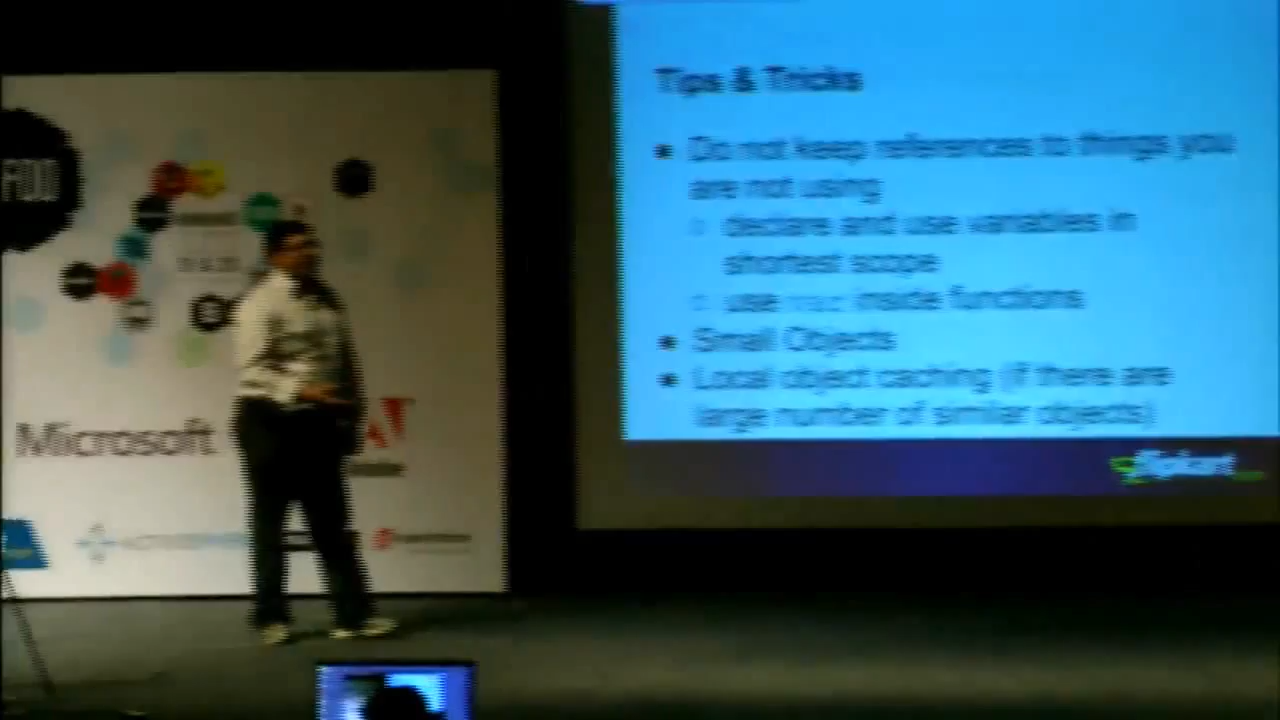 Tips & Tricks
Do not keep references to things you
are not using
declare and use variables in
shortest scope
use inside functions
Small Objects
Local object caching (if there are
large number of similar objects)
flipkart
Microsoft